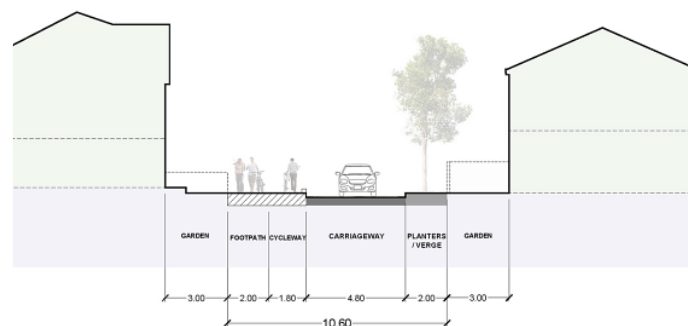 GARDEN
FOOTPATH
CYCLEWAY
CARRIAGEWAY
PLANTERS
/ VERGE
GARDEN
3.00
2.00
1.80
4.80
2.00
3.00
10.60